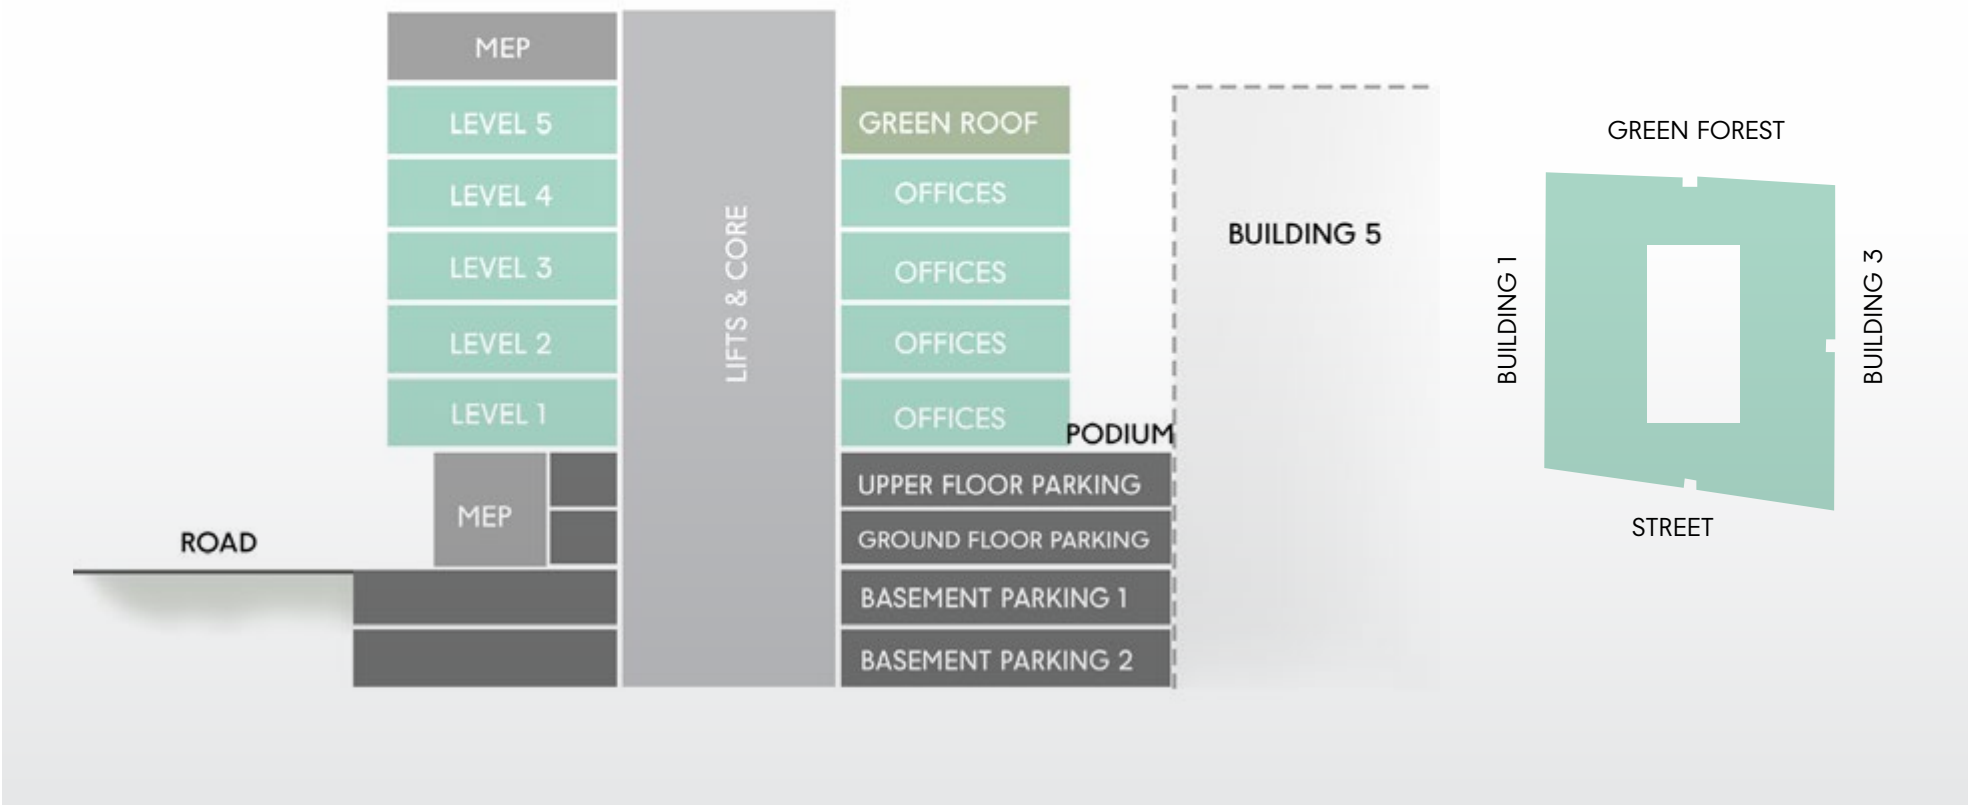 MEP
LEVEL 5
LEVEL 4
LEVEL 3
LEVEL 2
LEVEL 1
MEP
ROAD
LIFTS & CORE
GREEN ROOF
OFFICES
OFFICES
OFFICES
OFFICES
PODIUM
UPPER FLOOR PARKING
GROUND FLOOR PARKING
BASEMENT PARKING 1
BASEMENT PARKING 2
BUILDING 5
GREEN FOREST
BUILDING 1
BUILDING 3
STREET